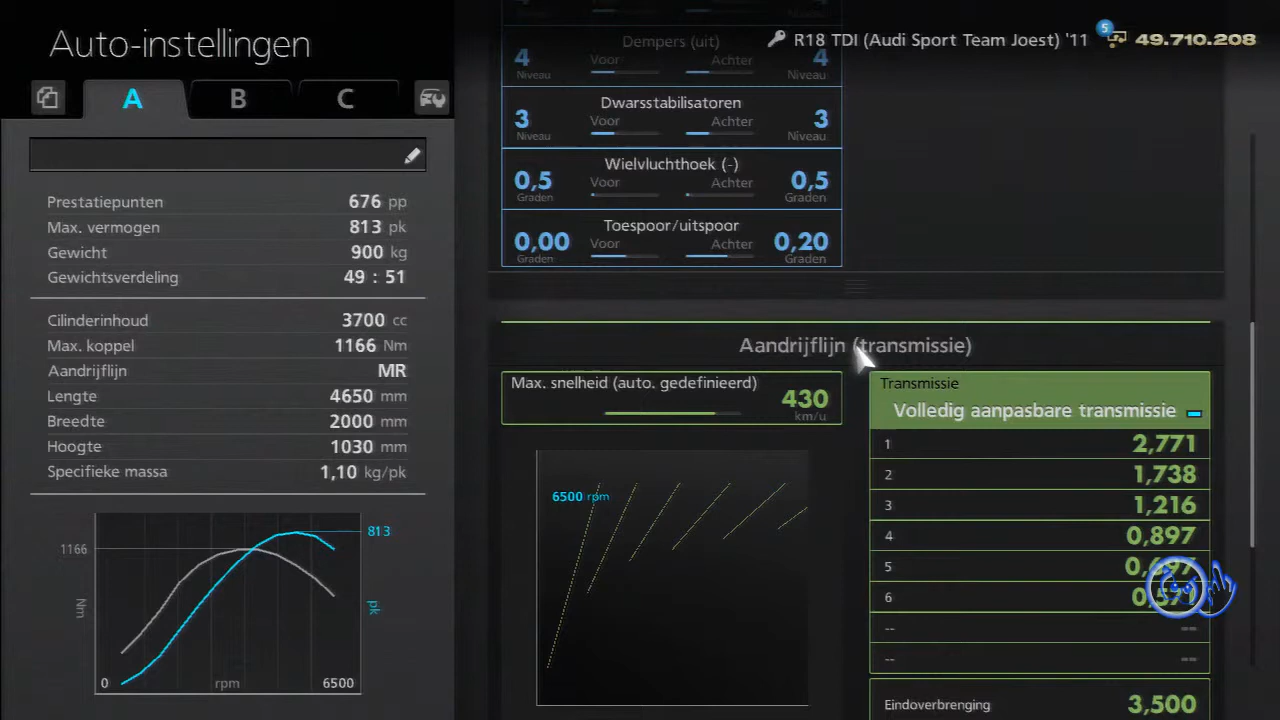 Auto-instellingen
R18 TDI (Audi Sport Team Joest) '11
5
49.710.208
A
B
C
Prestatiepunten 676 pp
Max. vermogen 813 pk
Gewicht 900 kg
Gewichtsverdeling 49 : 51
Cilinderinhoud 3700 cc
Max. koppel 1166 Nm
Aandrijflijn MR
Lengte 4650 mm
Breedte 2000 mm
Hoogte 1030 mm
Specifieke massa 1,10 kg/pk
813
1166
Nm
pk
0 rpm 6500
Dempers (uit)
4 Voor Achter 4
Niveau Niveau
Dwarsstabilisatoren
3 Voor Achter 3
Niveau Niveau
Wielvluchthoek (-)
0,5 Voor Achter 0,5
Graden Graden
Toespoor/uitspoor
0,00 Voor Achter 0,20
Graden Graden
Aandrijflijn (transmissie)
Max. snelheid (auto. gedefinieerd)
430
km/u
6500 rpm
Transmissie
Volledig aanpasbare transmissie
1 2,771
2 1,738
3 1,216
4 0,897
5 0,697
6
-- --
-- --
Eindoverbrenging 3,500